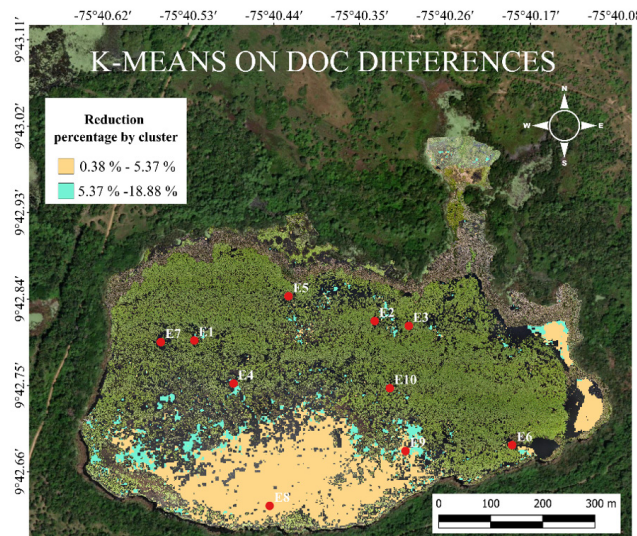 -75°40.62' -75°40.53' -75°40.44' -75°40.35' -75°40.26' -75°40.17'
9°43.11'
K-MEANS ON DOC DIFFERENCES
Reduction
percentage by cluster
0.38 % - 5.37 %
5.37 % -18.88 %
N
W E
S
9°43.02'
9°42.93'
9°42.84'
E5
E2
E3
E7
E1
E4
E10
9°42.75'
E6
E9
9°42.66'
E8
0 100 200 300 m